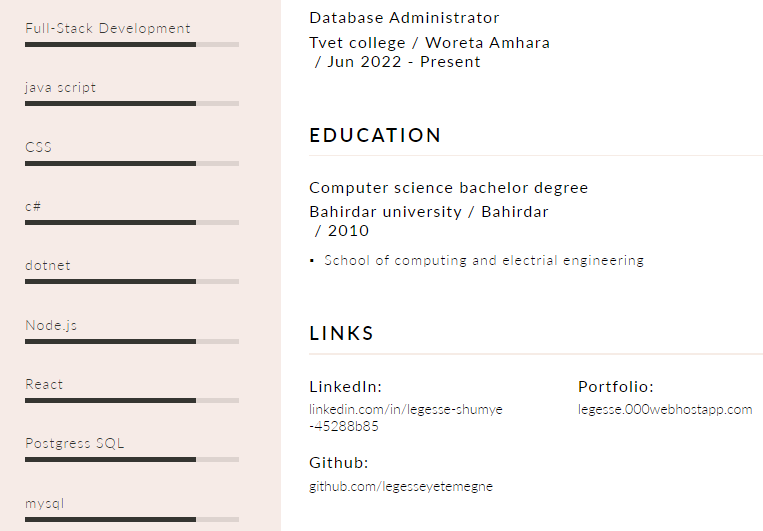 Full-Stack Development
java script
CSS
c#
dotnet
Node.js
React
Postgress SQL
mysql
Database Administrator
Tvet college / Woreta Amhara
/ Jun 2022 - Present
EDUCATION
Computer science bachelor degree
Bahirdar university / Bahirdar
/ 2010
• School of computing and electrial engineering
LINKS
LinkedIn:
linkedin.com/in/legesse-shumye
-45288b85
Portfolio:
legesse.000webhostapp.com
Github:
github.com/legesseyetemegne